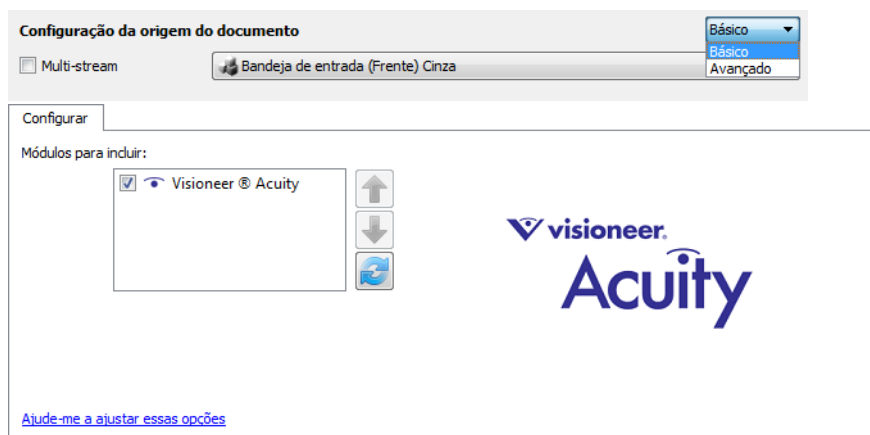 Configuração da origem do documento
Básico
Básico
Avançado
Multi-stream
Bandeja de entrada (Frente) Cinza
Configurar
Módulos para incluir:
Visioneer ® Acuity
visioneer.
Acuity
Ajude-me a ajustar essas opções